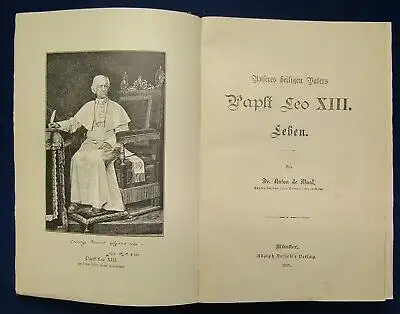 Papst Leo XIII.
Unseres heiligen Vaters
Papst Leo XIII.
Leben.
Von
Dr. Anton de Waal,
Münster,
Adolph Russell's Verlag.